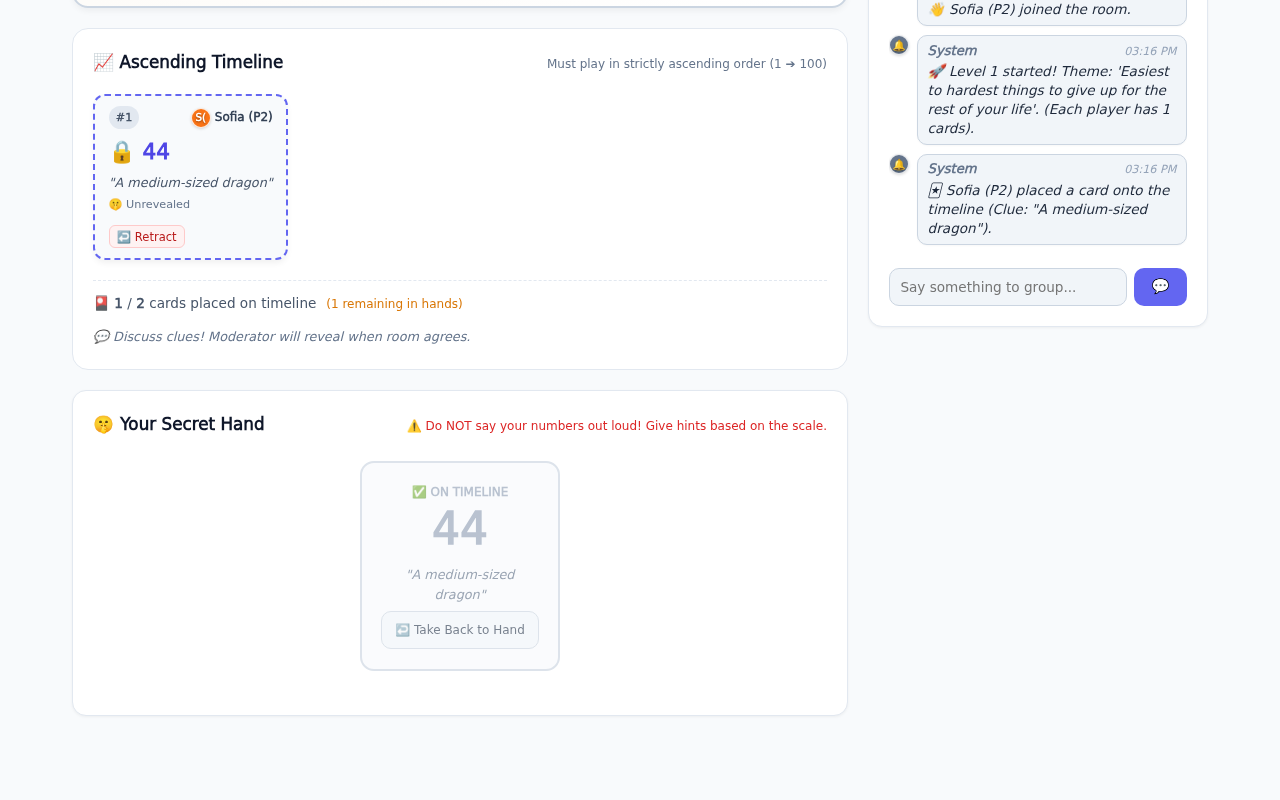 📈 Ascending Timeline
Must play in strictly ascending order (1 → 100)
#1
S( Sofia (P2)
🔒 44
"A medium-sized dragon"
🤫 Unrevealed
↩️ Retract
🎴 1 / 2 cards placed on timeline (1 remaining in hands)
💬 Discuss clues! Moderator will reveal when room agrees.
🤫 Your Secret Hand
⚠️ Do NOT say your numbers out loud! Give hints based on the scale.
✅ ON TIMELINE
44
"A medium-sized
dragon"
↩️ Take Back to Hand
👋 Sofia (P2) joined the room.
System
03:16 PM
🚀 Level 1 started! Theme: 'Easiest
to hardest things to give up for the
rest of your life'. (Each player has 1
cards).
System
03:16 PM
🃏 Sofia (P2) placed a card onto the
timeline (Clue: "A medium-sized
dragon").
Say something to group...
💬